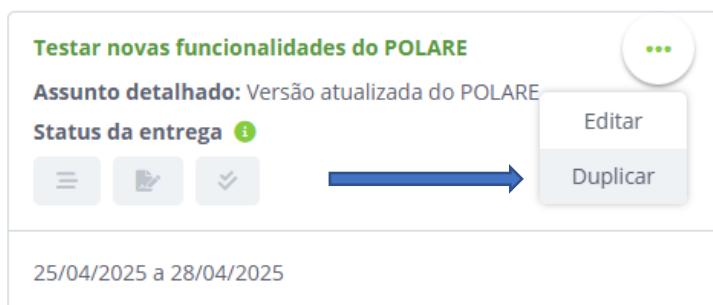 Testar novas funcionalidades do POLARE
Assunto detalhado: Versão atualizada do POLARE
Status da entrega
Editar
Duplicar
25/04/2025 a 28/04/2025